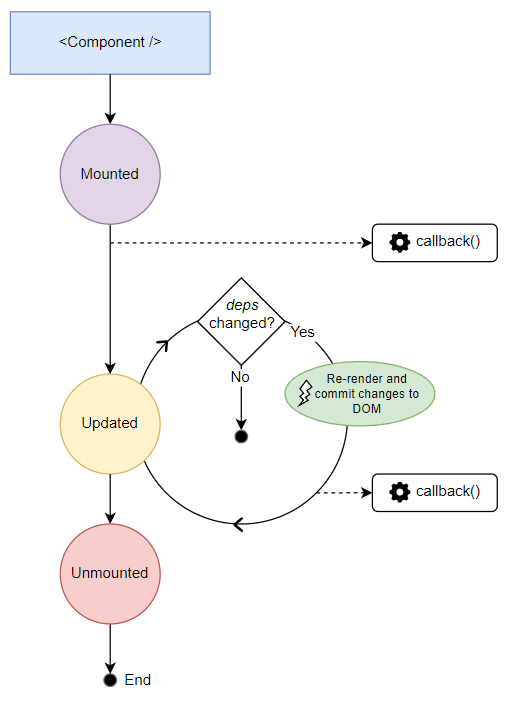 <Component />
Mounted
callback()
deps
changed?
Yes
No
Re-render and
commit changes to
DOM
Updated
callback()
Unmounted
End